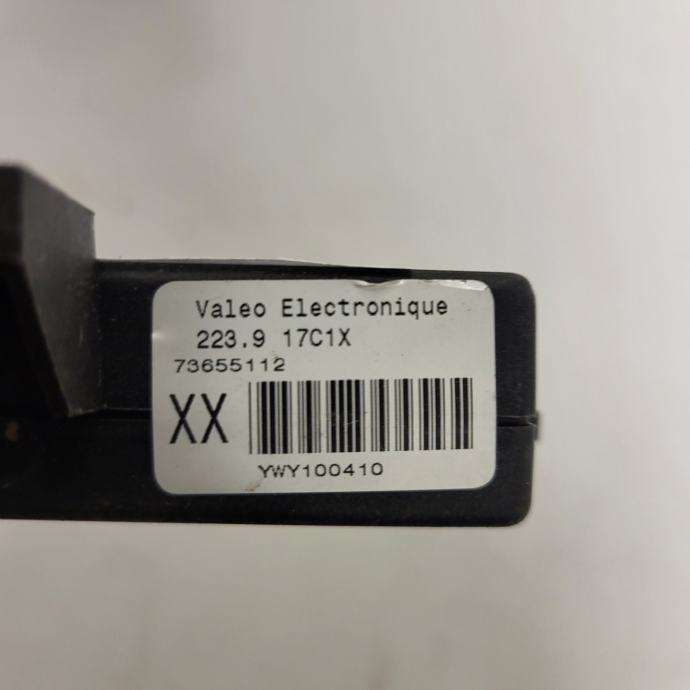 Valeo Electronique
223.9 17C1X
73655112
XX
YWY100410